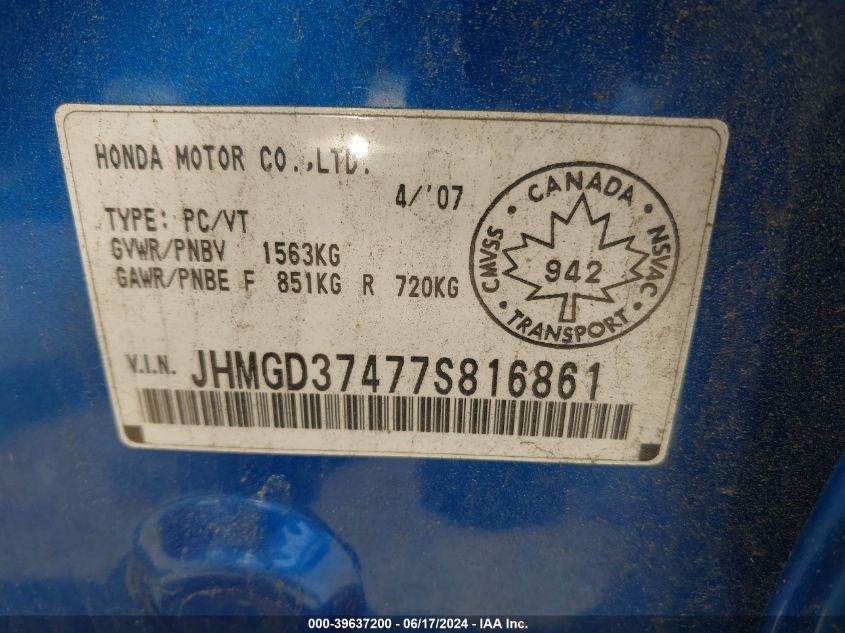 HONDA MOTOR CO.,LTD.
4/'07
TYPE: PC/VT
GVWR/PNBV 1563KG
GAWR/PNBE F 851KG R 720KG
CANADA
CMVSS 942 NSVAC
TRANSPORT
V.I.N. JHMGD37477S816861
000-39637200 - 06/17/2024 - IAA Inc.